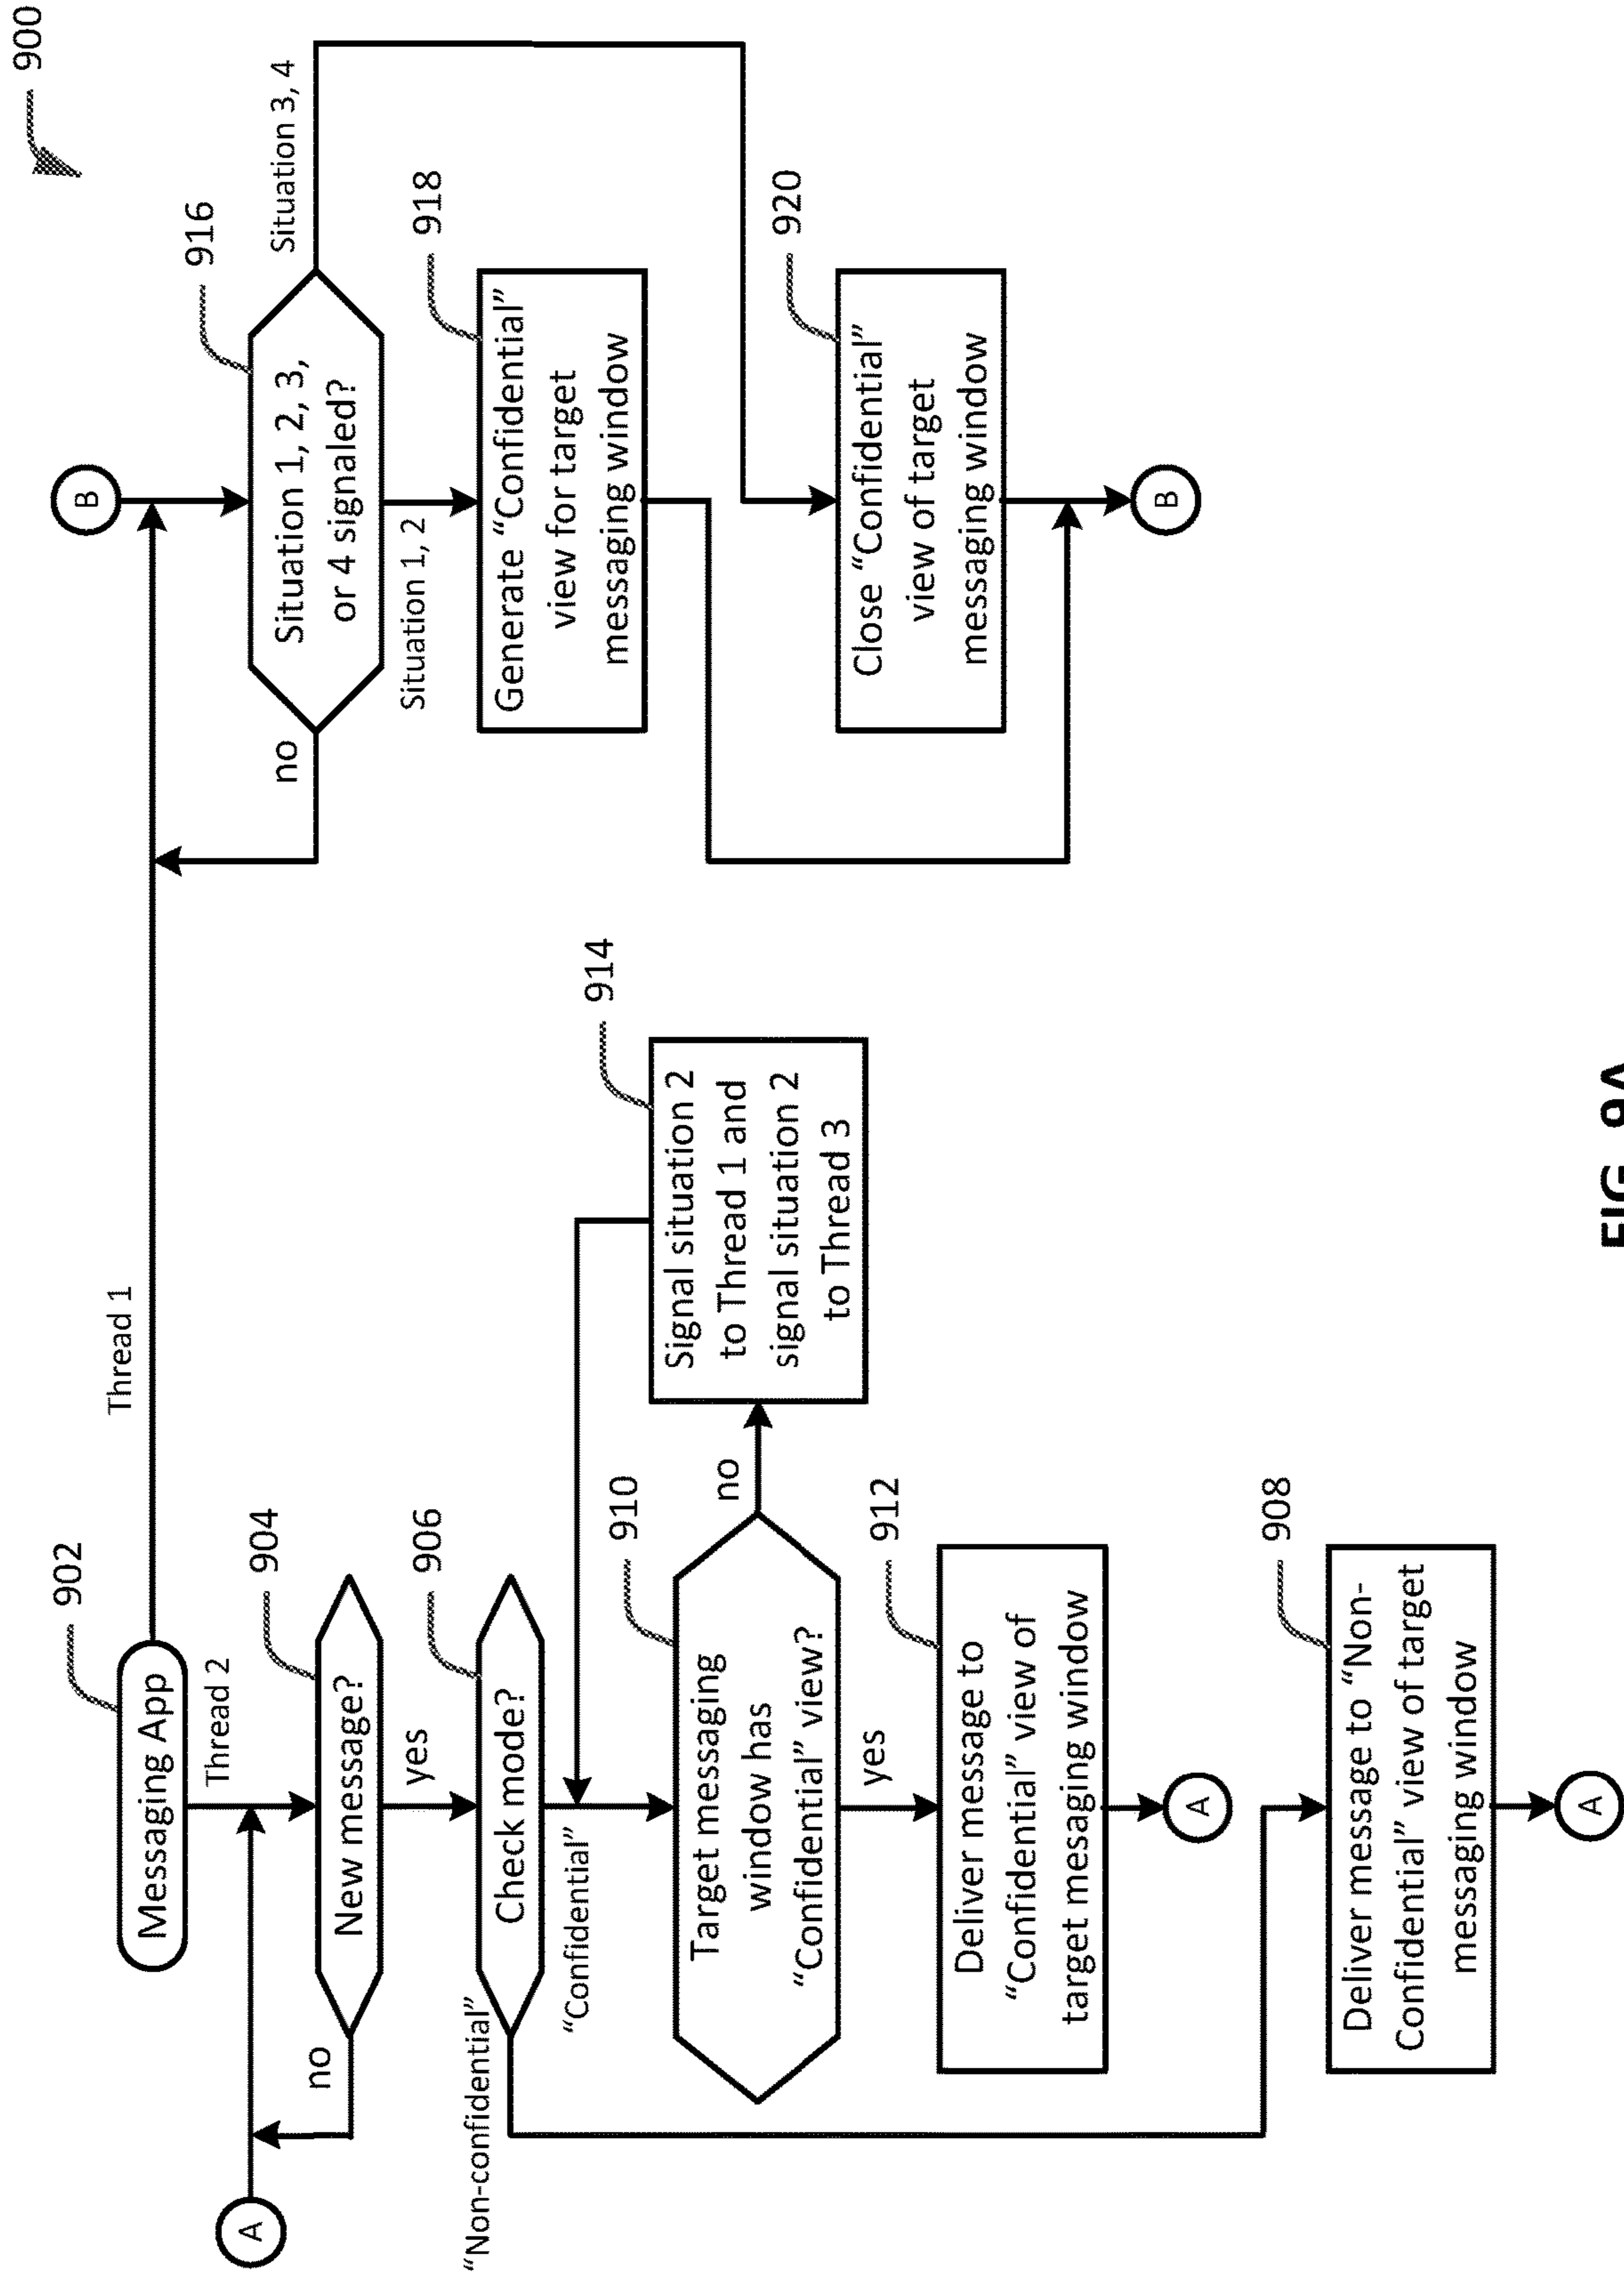 900
902
Messaging App
Thread 1
Thread 2
A
no
904
New message?
yes
906
Check mode?
“Non-confidential”
“Confidential”
910
Target messaging
window has
“Confidential” view?
no
914
Signal situation 2
to Thread 1 and
signal situation 2
to Thread 3
yes
912
Deliver message to
“Confidential” view of
target messaging window
A
908
Deliver message to “Non-
Confidential” view of target
messaging window
A
B
916
Situation 1, 2, 3,
or 4 signaled?
no
Situation 3, 4
Situation 1, 2
918
Generate “Confidential”
view for target
messaging window
920
Close “Confidential”
view of target
messaging window
B
FIG. 9A